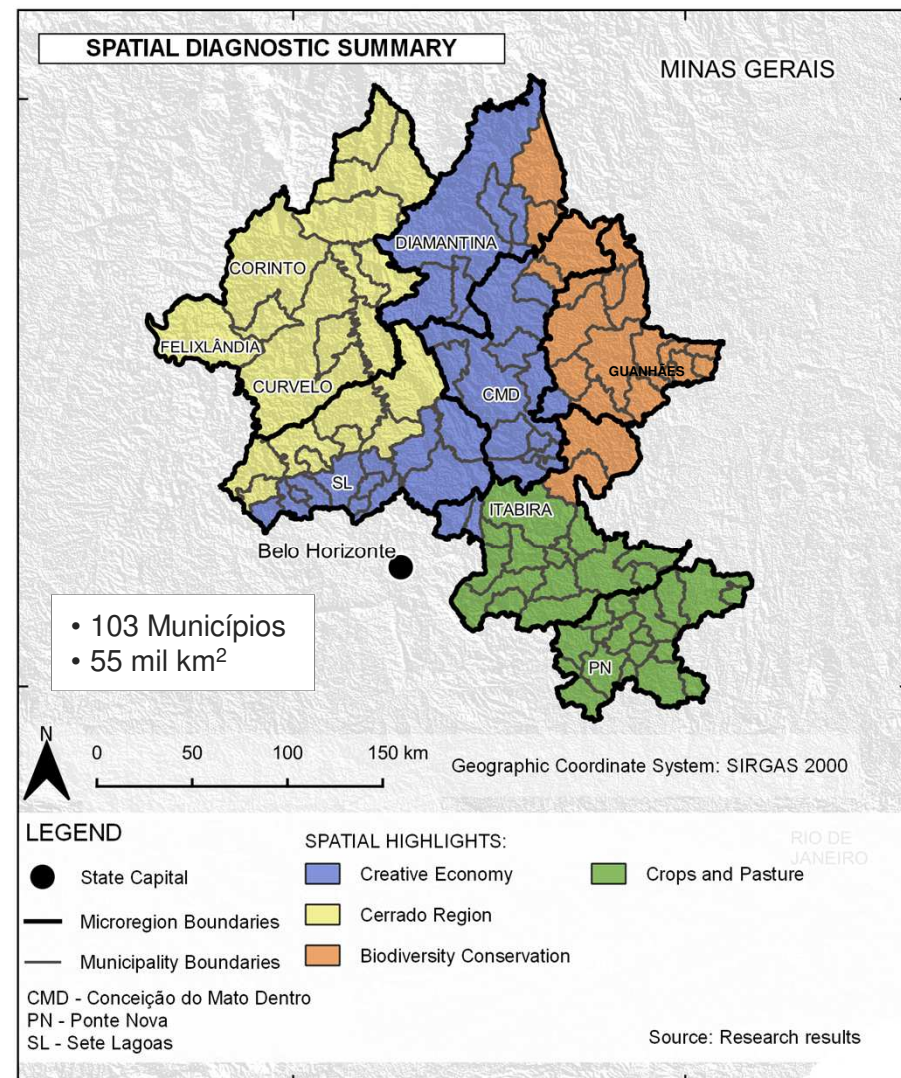 SPATIAL DIAGNOSTIC SUMMARY
MINAS GERAIS
DIAMANTINA
CORINTO
FELIXLÂNDIA
GUANHÃES
CURVELO
CMD
SL
ITABIRA
Belo Horizonte
• 103 Municípios
• 55 mil km²
PN
N
0 50 100 150 km
Geographic Coordinate System: SIRGAS 2000
LEGEND
SPATIAL HIGHLIGHTS:
RIO DE
JANEIRO
State Capital
Creative Economy
Crops and Pasture
Microregion Boundaries
Cerrado Region
Municipality Boundaries
Biodiversity Conservation
CMD - Conceição do Mato Dentro
PN - Ponte Nova
SL - Sete Lagoas
Source: Research results